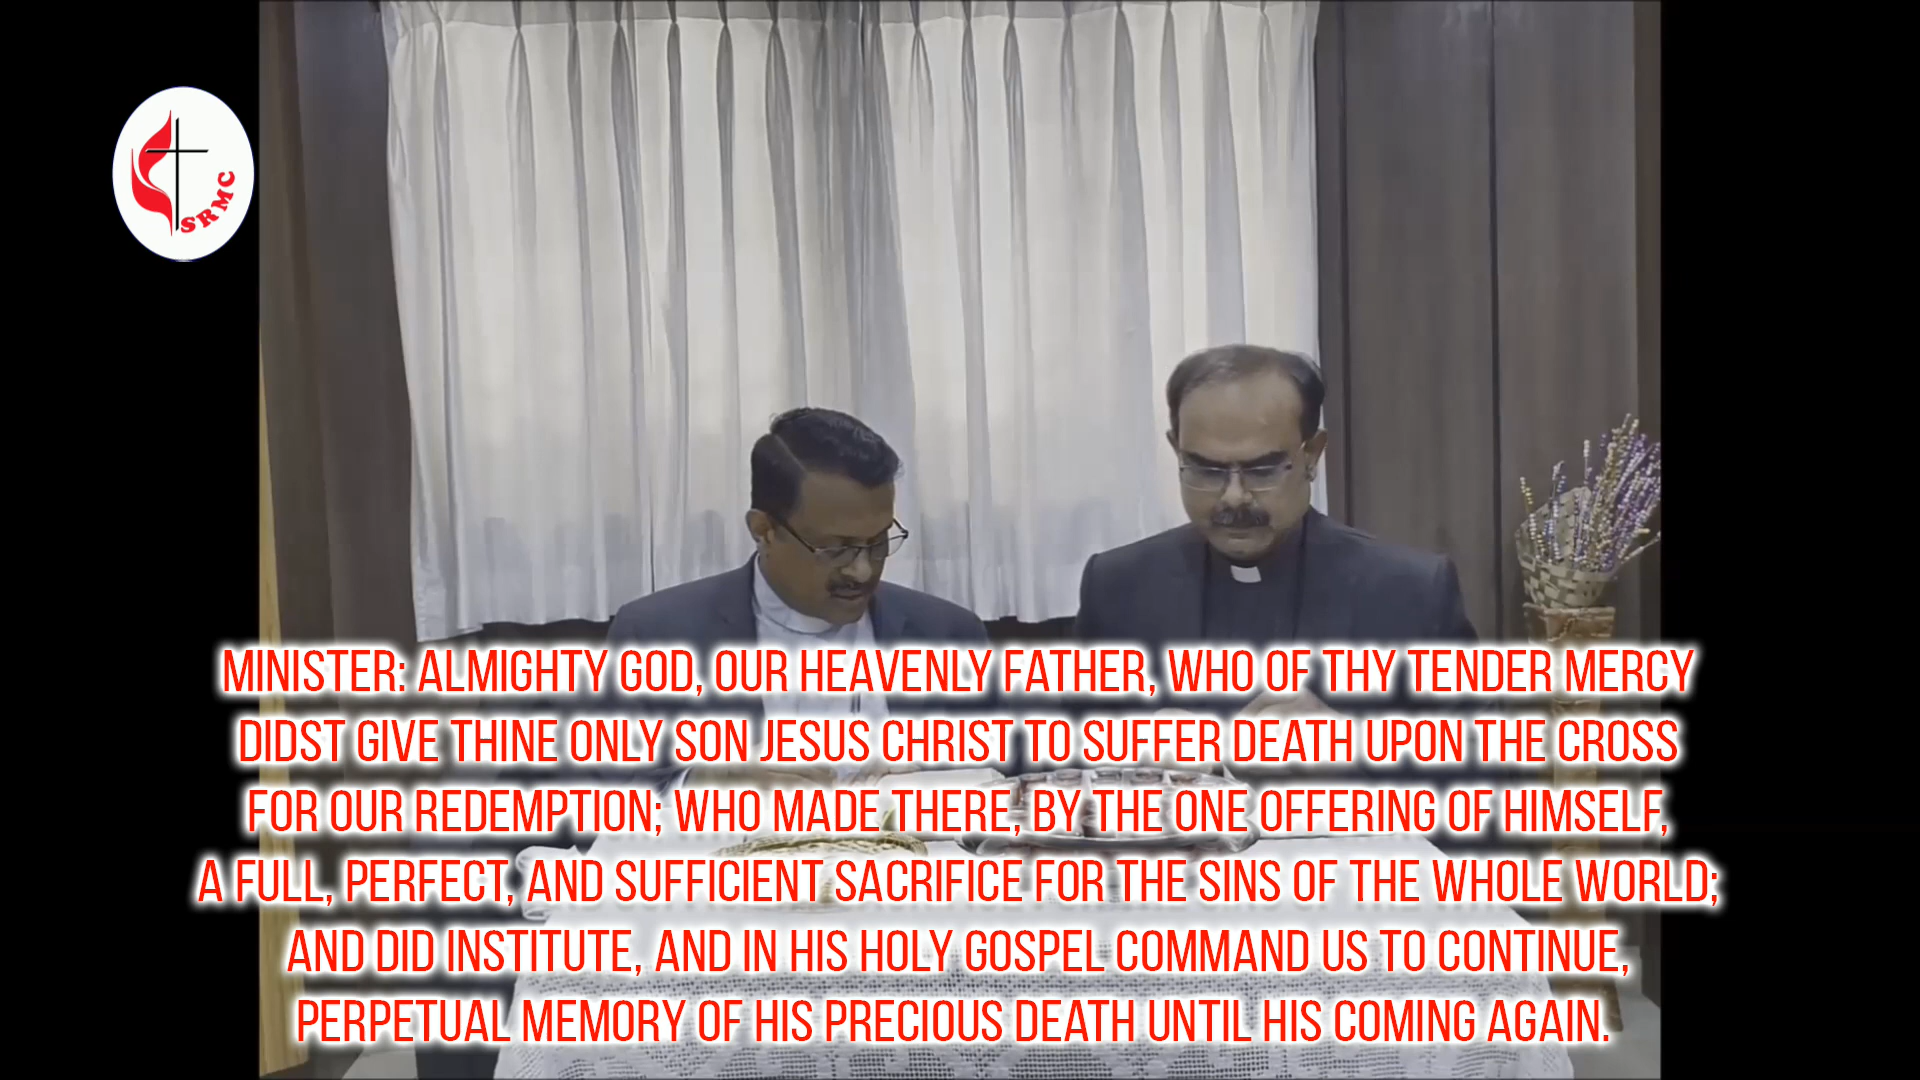 SRMC
MINISTER: ALMIGHTY GOD, OUR HEAVENLY FATHER, WHO OF THY TENDER MERCY
DIDST GIVE THINE ONLY SON JESUS CHRIST TO SUFFER DEATH UPON THE CROSS
FOR OUR REDEMPTION; WHO MADE THERE, BY THE ONE OFFERING OF HIMSELF,
A FULL, PERFECT, AND SUFFICIENT SACRIFICE FOR THE SINS OF THE WHOLE WORLD;
AND DID INSTITUTE, AND IN HIS HOLY GOSPEL COMMAND US TO CONTINUE,
PERPETUAL MEMORY OF HIS PRECIOUS DEATH UNTIL HIS COMING AGAIN.